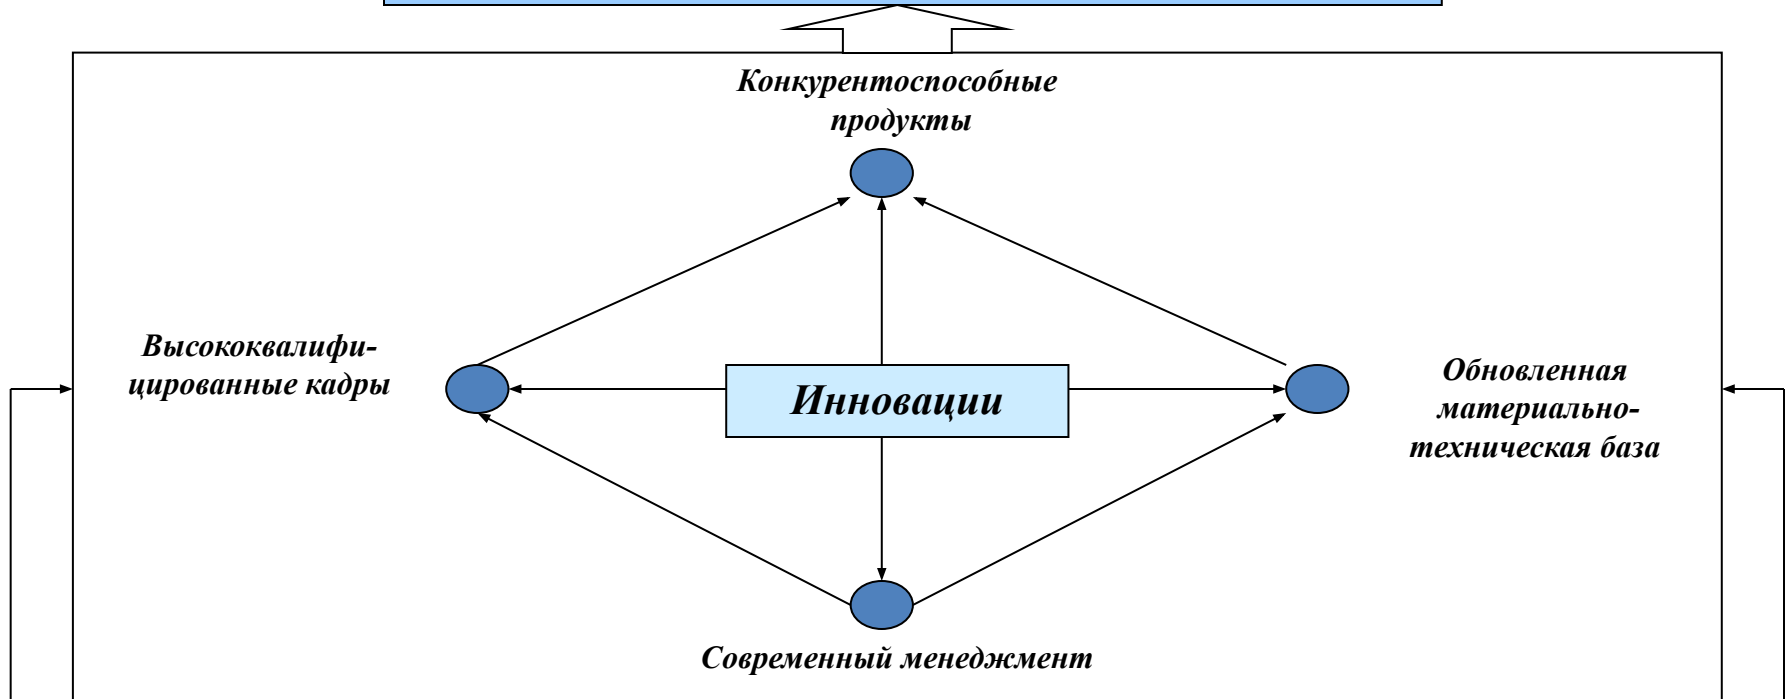 Конкурентоспособные
продукты
Высококвалифи-
цированные кадры
Инновации
Обновленная
материально-
техническая база
Современный менеджмент